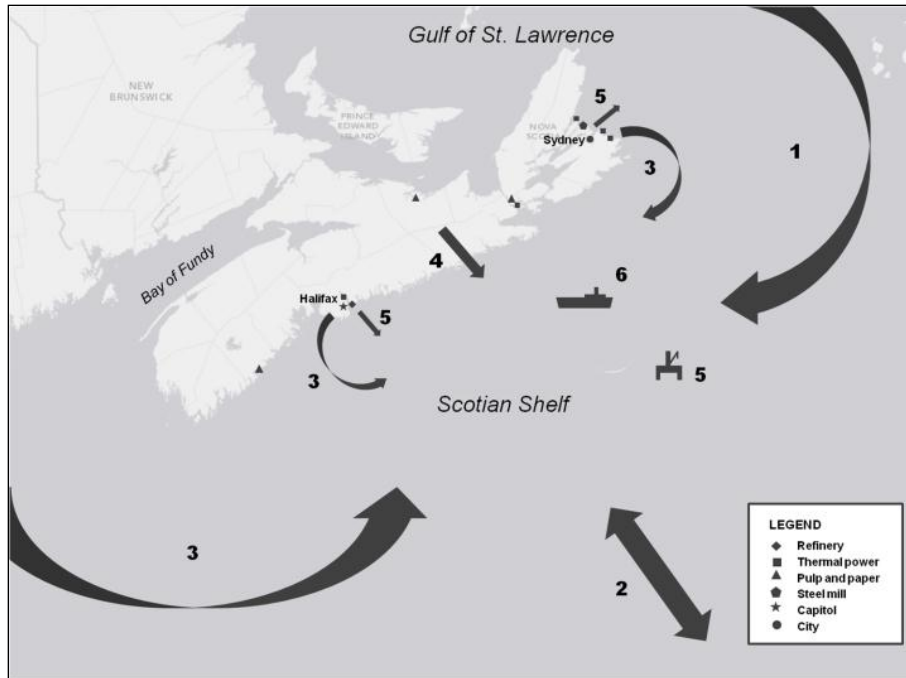 Gulf of St. Lawrence
NEW
BRUNSWICK
PRINCE
EDWARD
ISLAND
5
NOVA
SCOTIA
Sydney
3
1
4
Bay of Fundy
6
Halifax
5
3
5
Scotian Shelf
3
2
LEGEND
Refinery
Thermal power
Pulp and paper
Steel mill
Capitol
City